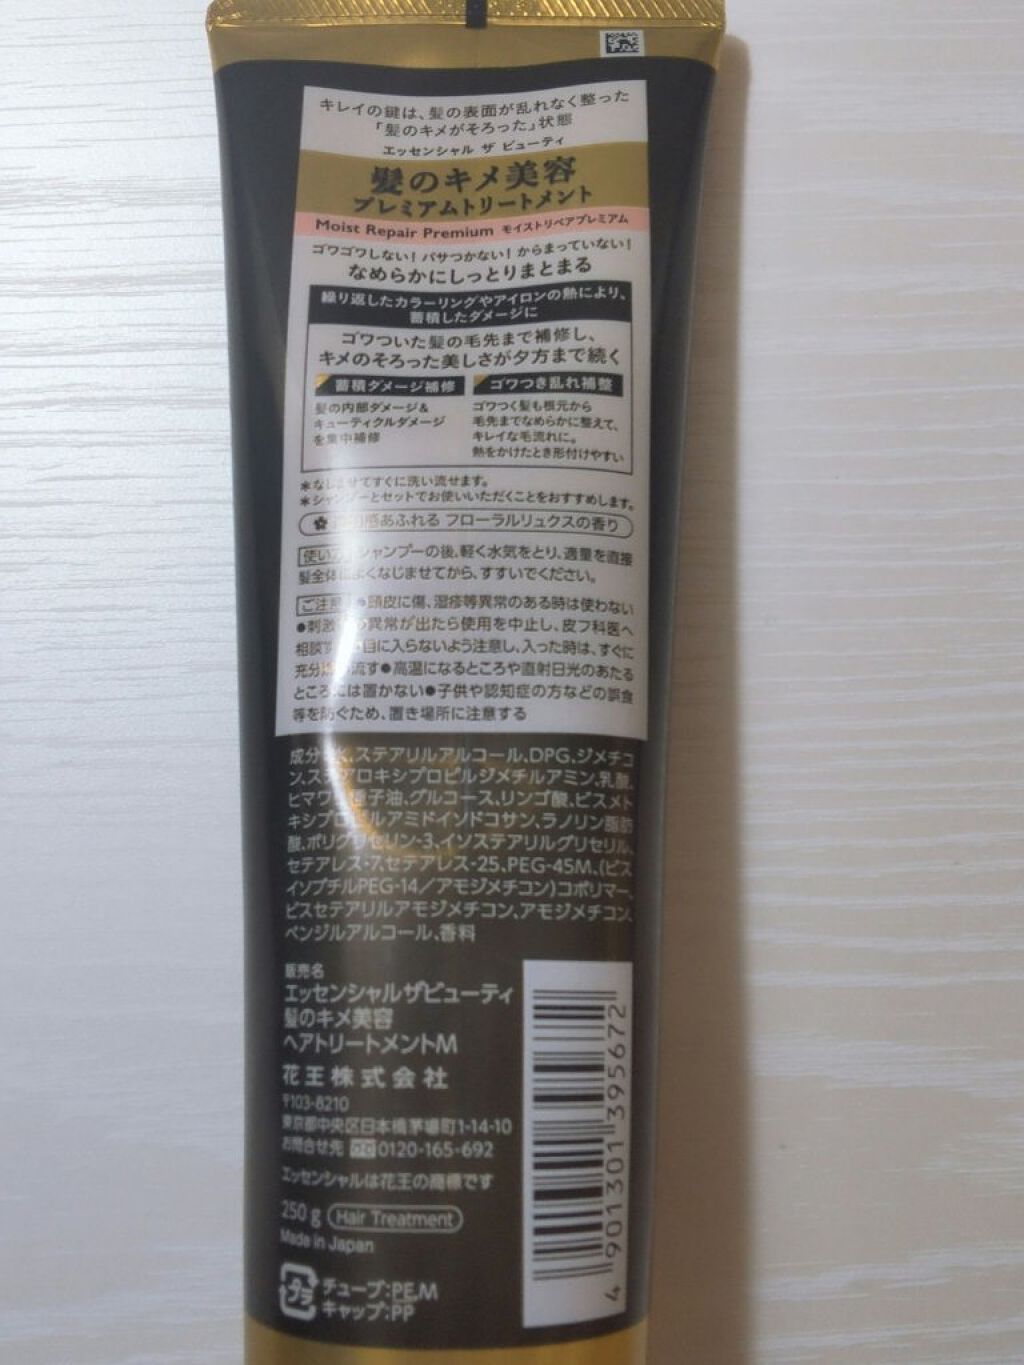 キレイの鍵は、髪の表面が乱れなく整った
「髪のキメがそろった」状態
エッセンシャル ザ ビューティ
髪のキメ美容
プレミアムトリートメント
Moist Repair Premium モイストリペアプレミアム
ゴワゴワしない! パサつかない! からまっていない!
なめらかにしっとりまとまる
繰り返したカラーリングやアイロンの熱により、
蓄積したダメージに
ゴワついた髪の毛先まで補修し、
キメのそろった美しさが夕方まで続く
蓄積ダメージ補修
髪の内部ダメージ&
キューティクルダメージ
を集中補修
ゴワつき乱れ補整
ゴワつく髪も根元から
毛先までなめらかに整えて、
キレイな毛流れに。
熱をかけたとき形付けやすい
*なじませてすぐに洗い流せます。
*シャンプーとセットでお使いいただくことをおすすめします。
あふれる フローラルリュクスの香り
使い方 シャンプーの後、軽く水気をとり、適量を直接
髪全体によくなじませてから、すすいでください。
ご注意 ●頭皮に傷、湿疹等異常のある時は使わない
●刺激等の異常が出たら使用を中止し、皮フ科医へ
相談する●目に入らないよう注意し、入った時は、すぐに
充分洗い流す●高温になるところや直射日光のあたる
ところには置かない●子供や認知症の方などの誤食
等を防ぐため、置き場所に注意する
成分:水、ステアリルアルコール、DPG、ジメチコ
ン、ステアロキシプロピルジメチルアミン、乳酸、
ヒマワリ種子油、グルコース、リンゴ酸、ビスメト
キシプロピルアミドイソドコサン、ラノリン脂肪
酸、ポリグリセリン-3、イソステアリルグリセリル、
セテアレス-7、セテアレス-25、PEG-45M、(ビス
イソブチルPEG-14/アモジメチコン)コポリマー、
ビスセテアリルアモジメチコン、アモジメチコン、
ベンジルアルコール、香料
販売名
エッセンシャルザビューティ
髪のキメ美容
ヘアトリートメントM
花王株式会社
〒103-8210
東京都中央区日本橋茅場町1-14-10
お問合せ先 0120-165-692
エッセンシャルは花王の商標です
250g Hair Treatment
Made in Japan
プラ
チューブ:PE,M
キャップ:PP
4 901301 395672